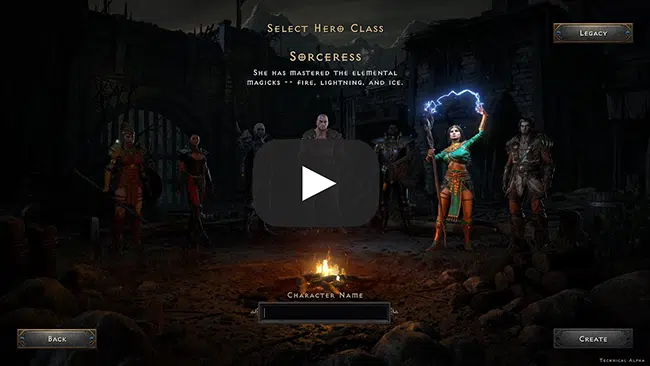 Select Hero Class
Legacy
Sorceress
She has mastered the elemental
magicks -- fire, lightning, and ice.
Character Name
Back
Create
Technical Alpha